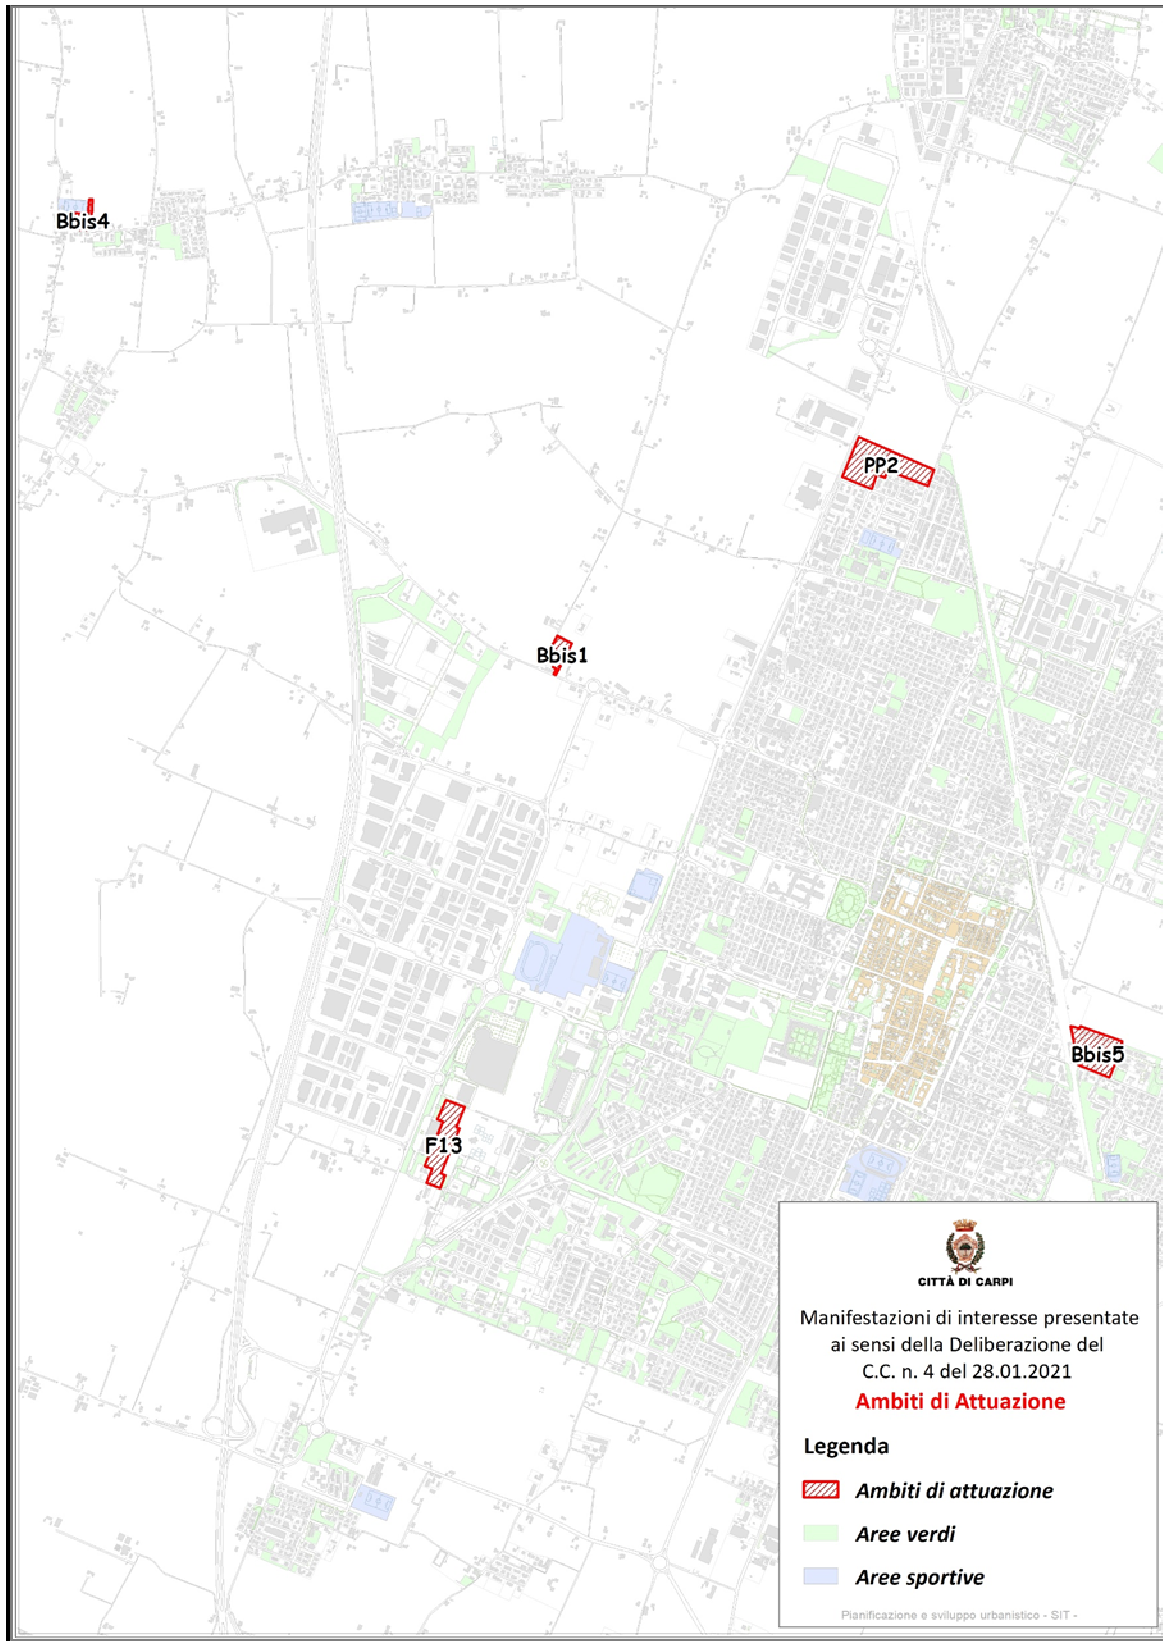 Bbis4
PP2
Bbis1
Bbis5
F13
CITTÀ DI CARPI
Manifestazioni di interesse presentate
ai sensi della Deliberazione del
C.C. n. 4 del 28.01.2021
Ambiti di Attuazione
Legenda
Ambiti di attuazione
Aree verdi
Aree sportive
Pianificazione e sviluppo urbanistico - SIT -